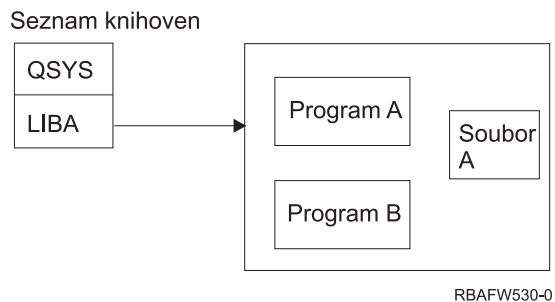 Seznam knihoven
QSYS
LIBA
Program A
Program B
Soubor
A
RBAFW530-0